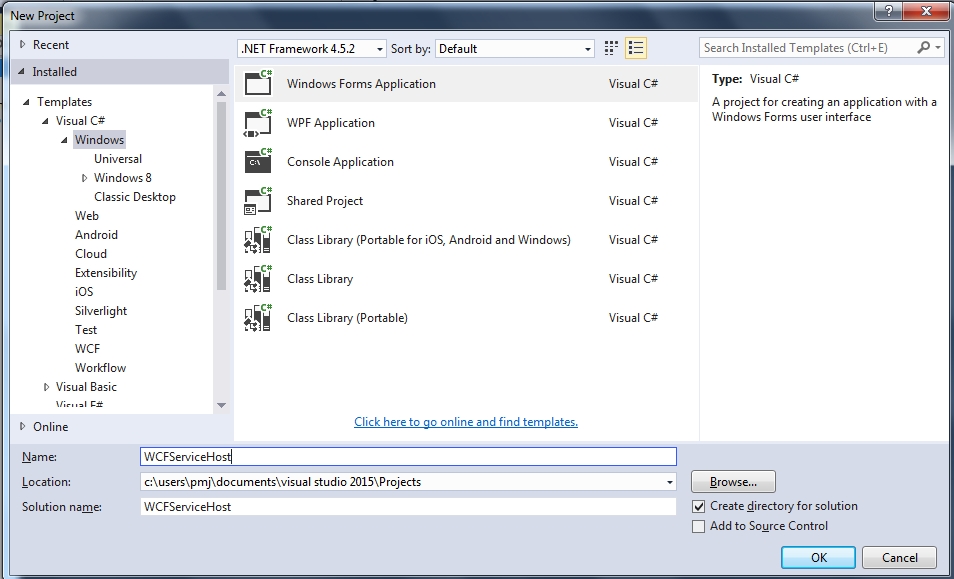 New Project
Recent
Installed
Templates
Visual C#
Windows
Universal
Windows 8
Classic Desktop
Web
Android
Cloud
Extensibility
iOS
Silverlight
Test
WCF
Workflow
Visual Basic
Visual F#
Online
.NET Framework 4.5.2 Sort by: Default
Windows Forms Application Visual C#
WPF Application Visual C#
Console Application Visual C#
Shared Project Visual C#
Class Library (Portable for iOS, Android and Windows) Visual C#
Class Library Visual C#
Class Library (Portable) Visual C#
Click here to go online and find templates.
Search Installed Templates (Ctrl+E)
Type: Visual C#
A project for creating an application with a
Windows Forms user interface
Name: WCFServiceHost
Location: c:\users\pmj\documents\visual studio 2015\Projects
Solution name: WCFServiceHost
Browse...
Create directory for solution
Add to Source Control
OK Cancel